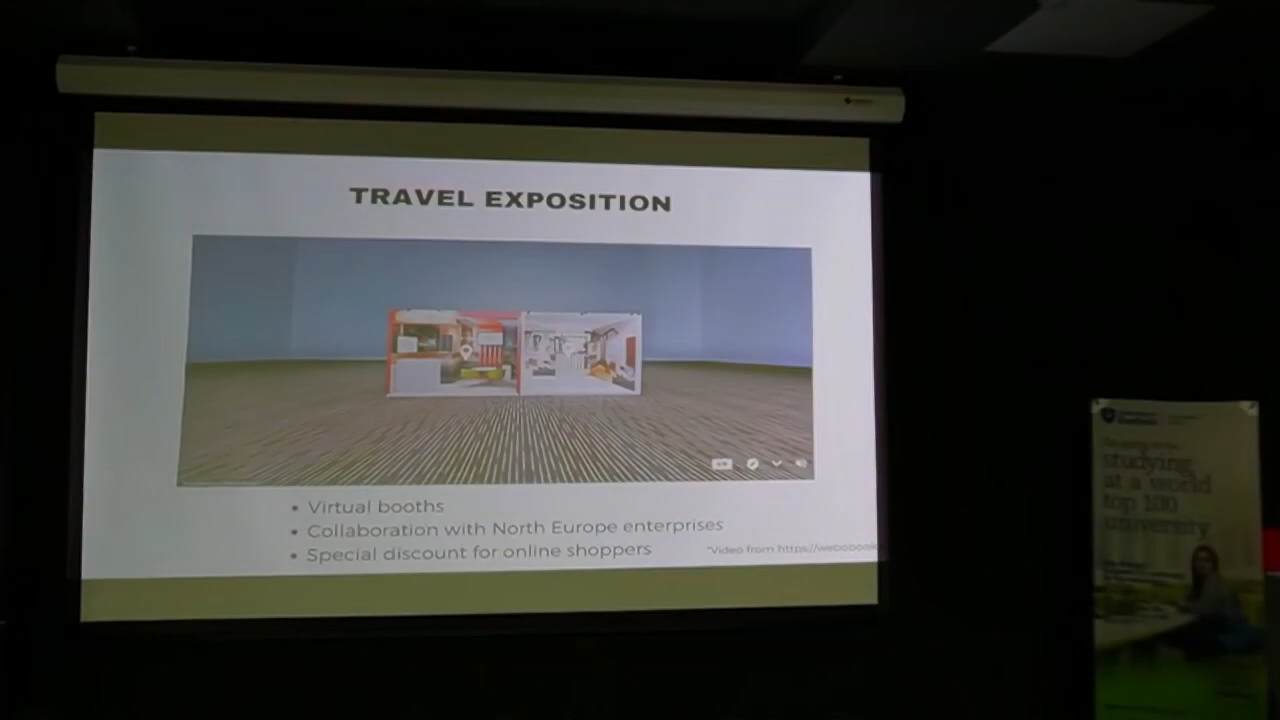 TRAVEL EXPOSITION
• Virtual booths
• Collaboration with North Europe enterprises
• Special discount for online shoppers
*Video from https://webobook
studying
at a world
top 100
university